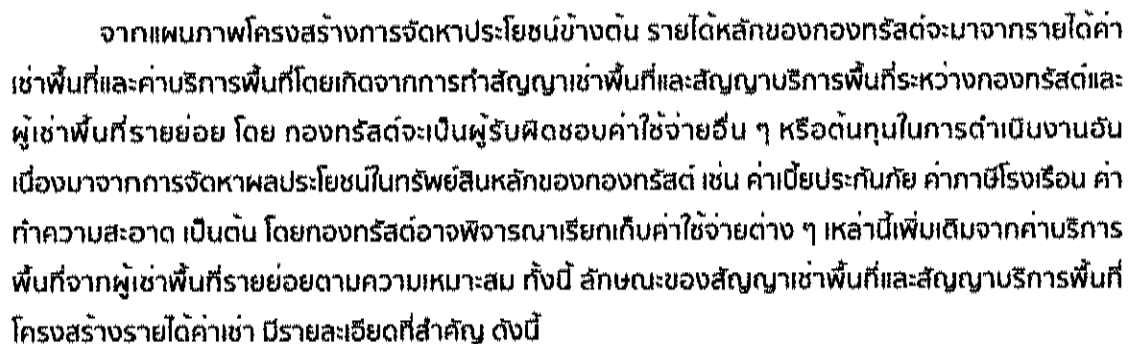 จากแผนภาพโครงสร้างการจัดหาประโยชน์ข้างต้น รายได้หลักของกองทรัสต์จะมาจากรายได้ค่า
เช่าพื้นที่และค่าบริการพื้นที่โดยเกิดจากการทำสัญญาเช่าพื้นที่และสัญญาบริการพื้นที่ระหว่างกองทรัสต์และ
ผู้เช่าพื้นที่รายย่อย โดย กองทรัสต์จะเป็นผู้รับผิดชอบค่าใช้จ่ายอื่น ๆ หรือต้นทุนในการดำเนินงานอัน
เนื่องมาจากการจัดหาผลประโยชน์ในทรัพย์สินหลักของกองทรัสต์ เช่น ค่าเบี้ยประกันภัย ค่าภาษีโรงเรือน ค่า
ทำความสะอาด เป็นต้น โดยกองทรัสต์อาจพิจารณาเรียกเก็บค่าใช้จ่ายต่าง ๆ เหล่านี้เพิ่มเติมจากค่าบริการ
พื้นที่จากผู้เช่าพื้นที่รายย่อยตามความเหมาะสม ทั้งนี้ ลักษณะของสัญญาเช่าพื้นที่และสัญญาบริการพื้นที่
โครงสร้างรายได้ค่าเช่า มีรายละเอียดที่สำคัญ ดังนี้